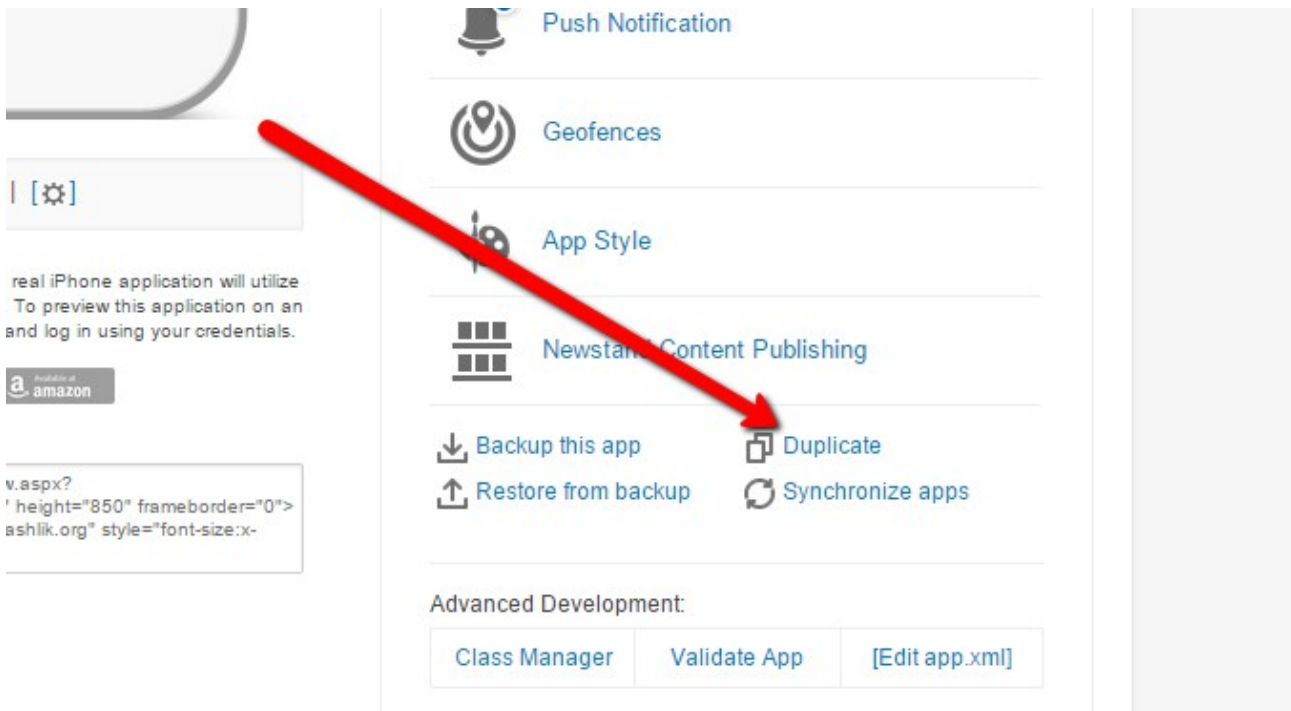 Push Notification
Geofences
App Style
Newstand Content Publishing
Backup this app
Duplicate
Restore from backup
Synchronize apps
Advanced Development:
Class Manager
Validate App
[Edit app.xml]
| [⚙]
real iPhone application will utilize
To preview this application on an
and log in using your credentials.
Available at
amazon
w.aspx?
" height="850" frameborder="0">
ashlik.org" style="font-size:x-